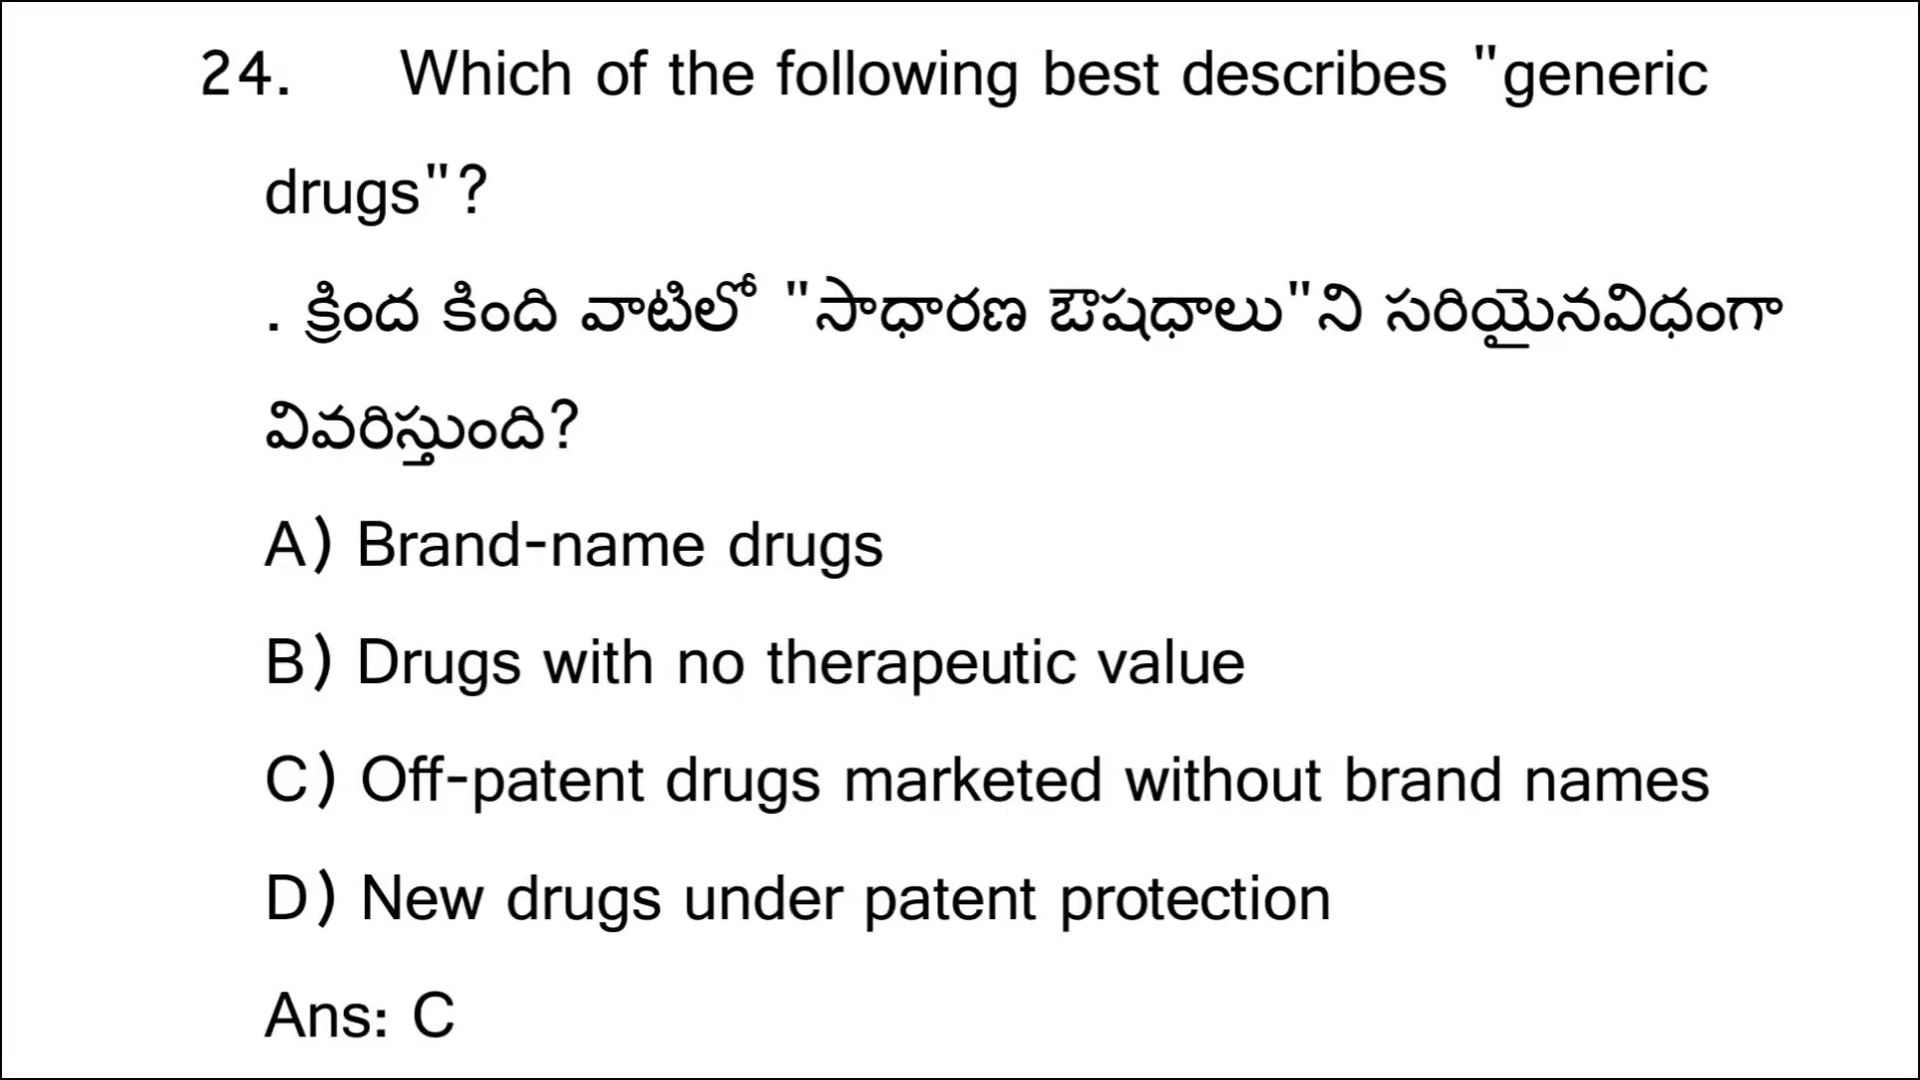 24. Which of the following best describes "generic
drugs"?
. క్రింద కింది వాటిలో "సాధారణ ఔషధాలు"ని సరియైనవిధంగా
వివరిస్తుంది?
A) Brand-name drugs
B) Drugs with no therapeutic value
C) Off-patent drugs marketed without brand names
D) New drugs under patent protection
Ans: C